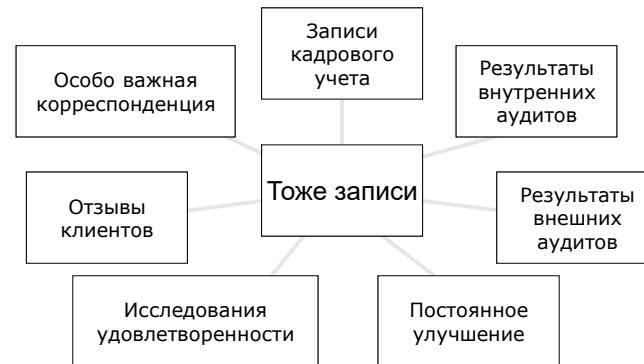 Записи
кадрового
учета
Особо важная
корреспонденция
Результаты
внутренних
аудитов
Тоже записи
Отзывы
клиентов
Результаты
внешних
аудитов
Исследования
удовлетворенности
Постоянное
улучшение